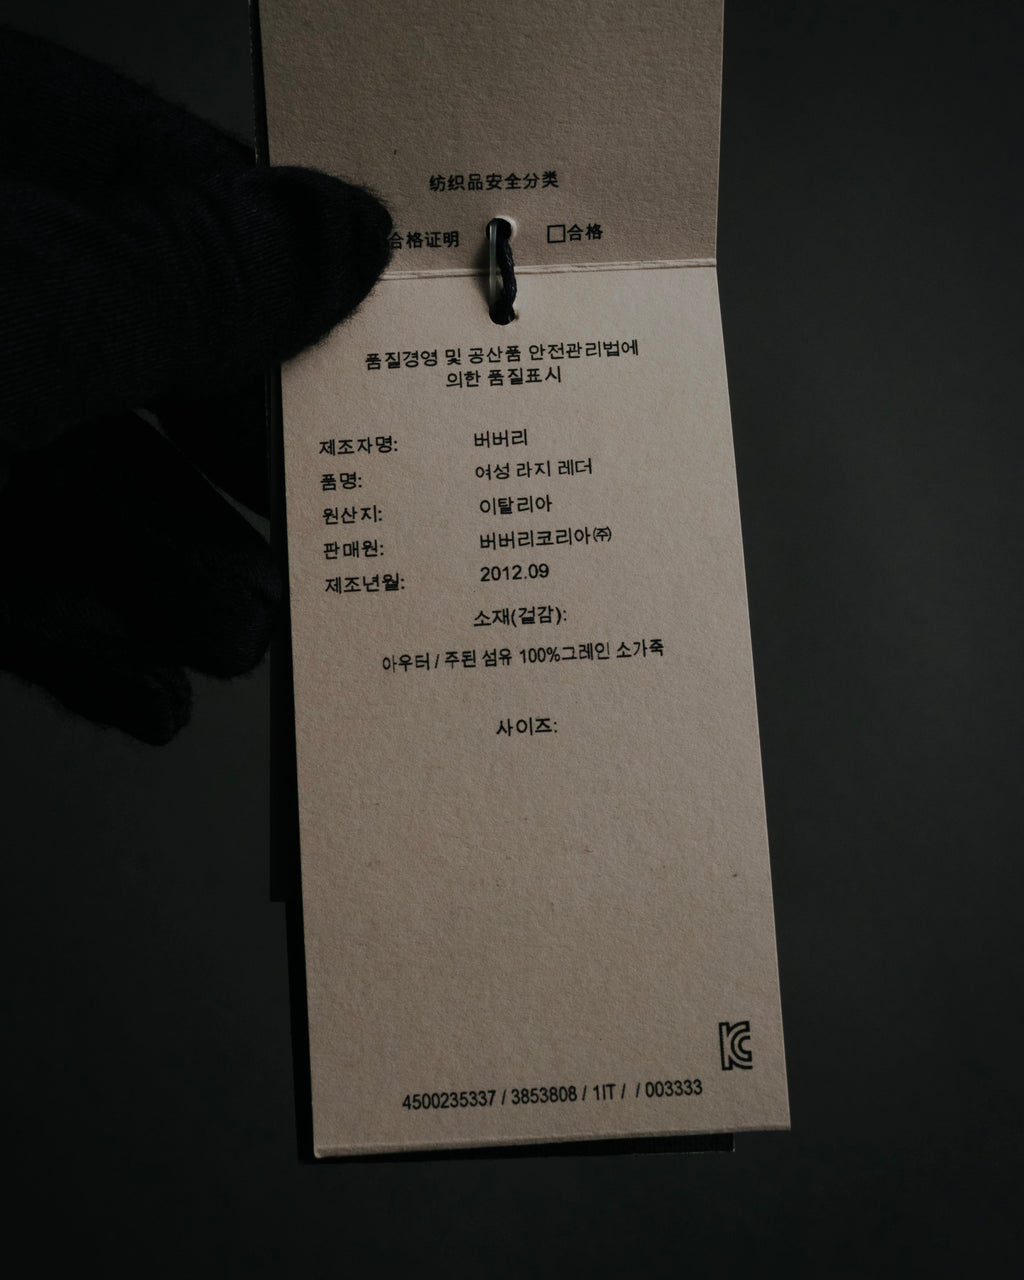 纺织品安全分类
合格证明 □合格
품질경영 및 공산품 안전관리법에
의한 품질표시
제조자명: 버버리
품명: 여성 라지 레더
원산지: 이탈리아
판매원: 버버리코리아㈜
제조년월: 2012.09
소재(겉감):
아우터 / 주된 섬유 100%그레인 소가죽
사이즈:
KC
4500235337 / 3853808 / 1IT / / 003333